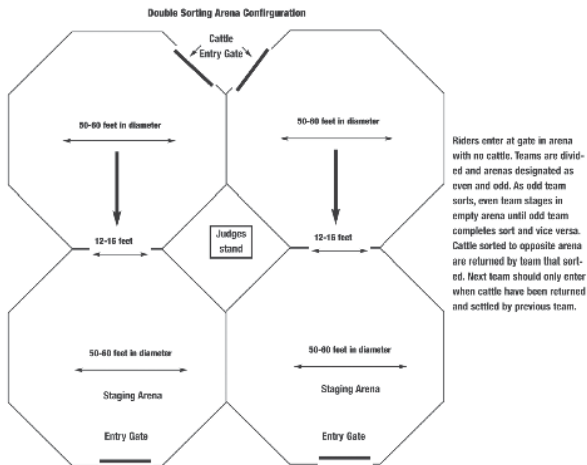 Double Sorting Arena Confirguration
Cattle
Entry Gate
50-60 feet in diameter
50-60 feet in diameter
Riders enter at gate in arena
with no cattle. Teams are divid-
ed and arenas designated as
even and odd. As odd team
sorts, even team stages in
empty arena until odd team
completes sort and vice versa.
Cattle sorted to opposite arena
are returned by team that sort-
ed. Next team should only enter
when cattle have been returned
and settled by previous team.
12-16 feet
Judges
stand
12-16 feet
50-60 feet in diameter
50-60 feet in diameter
Staging Arena
Staging Arena
Entry Gate
Entry Gate